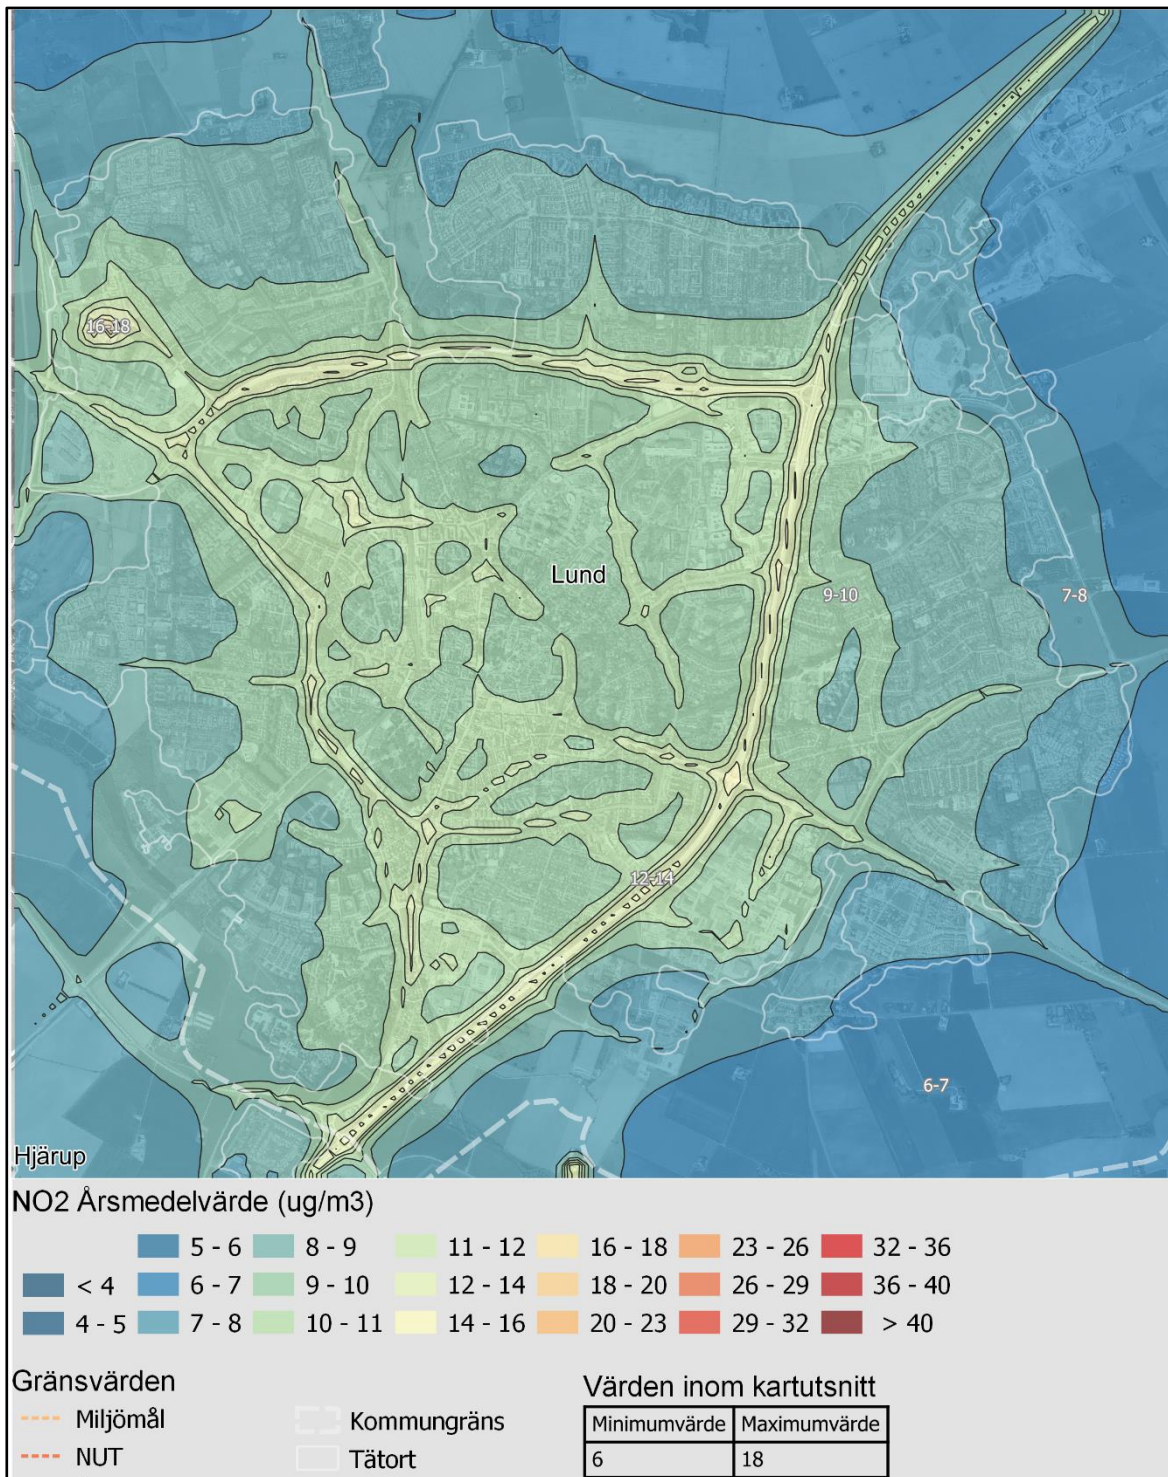 16-18
Lund
9-10
7-8
12-14
6-7
Hjärup
NO2 Årsmedelvärde (ug/m3)
5 - 6 8 - 9 11 - 12 16 - 18 23 - 26 32 - 36
< 4 6 - 7 9 - 10 12 - 14 18 - 20 26 - 29 36 - 40
4 - 5 7 - 8 10 - 11 14 - 16 20 - 23 29 - 32 > 40
Gränsvärden
Miljömål
NUT
Kommungräns
Tätort
Värden inom kartutsnitt
Minimumvärde Maximumvärde
6 18